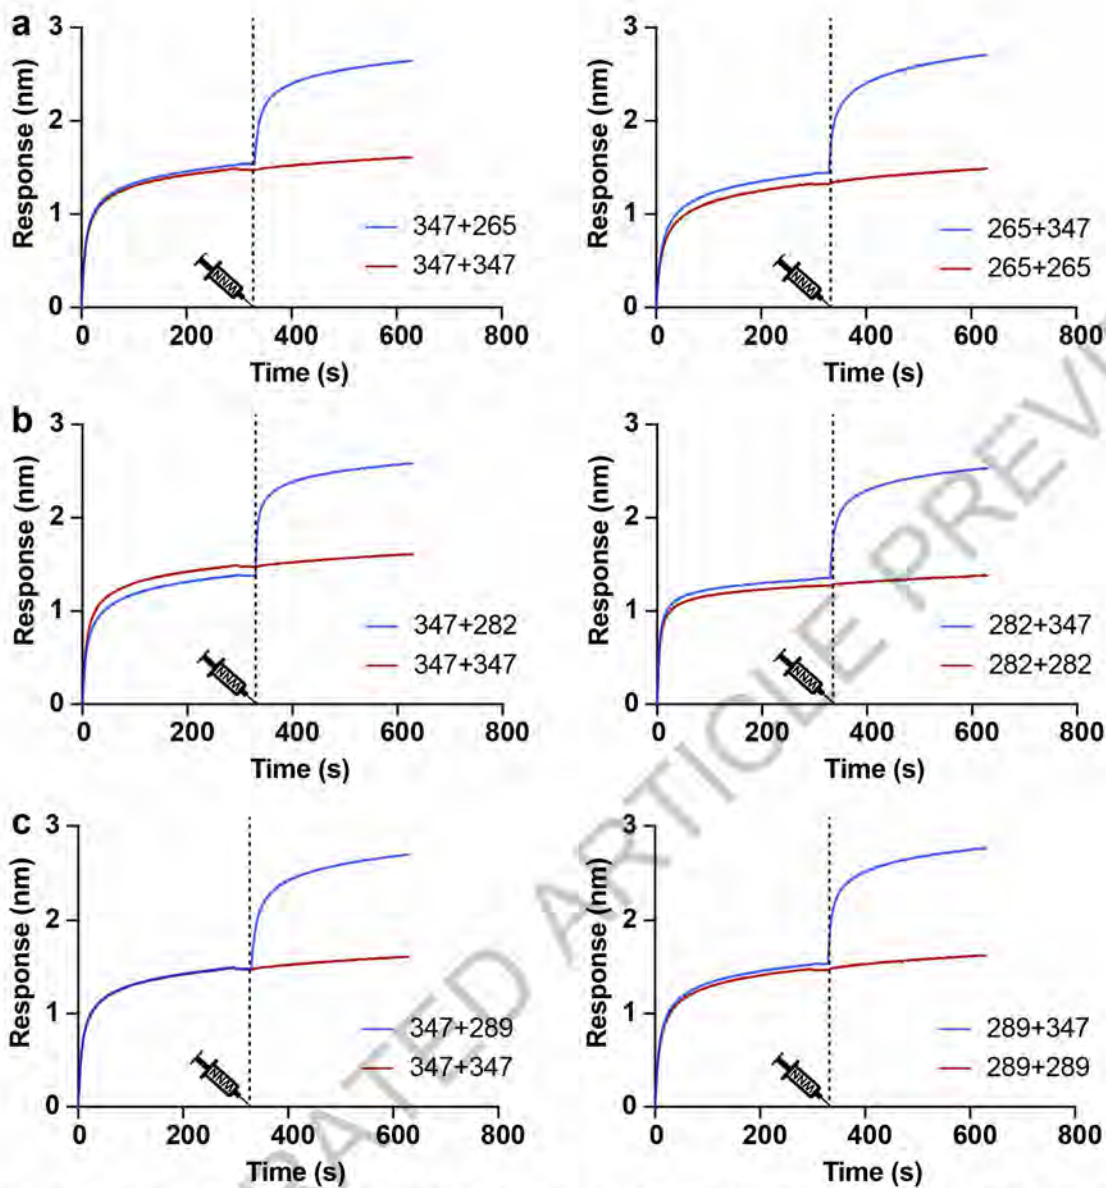 a
Response (nm)
3
2
1
0
347+265
347+347
0 200 400 600 800
Time (s)
Response (nm)
3
2
1
0
265+347
265+265
0 200 400 600 800
Time (s)
b
Response (nm)
3
2
1
0
347+282
347+347
0 200 400 600 800
Time (s)
Response (nm)
3
2
1
0
282+347
282+282
0 200 400 600 800
Time (s)
c
Response (nm)
3
2
1
0
347+289
347+347
0 200 400 600 800
Time (s)
Response (nm)
3
2
1
0
289+347
289+289
0 200 400 600 800
Time (s)
RATED ARTICLE PREVI